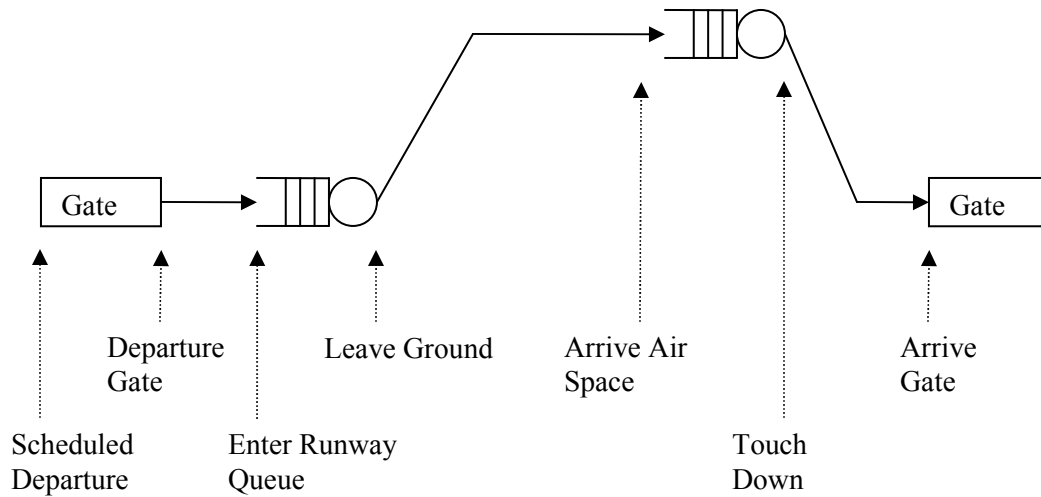 Gate
Gate
Departure
Gate
Leave Ground
Arrive Air
Space
Arrive
Gate
Scheduled
Departure
Enter Runway
Queue
Touch
Down